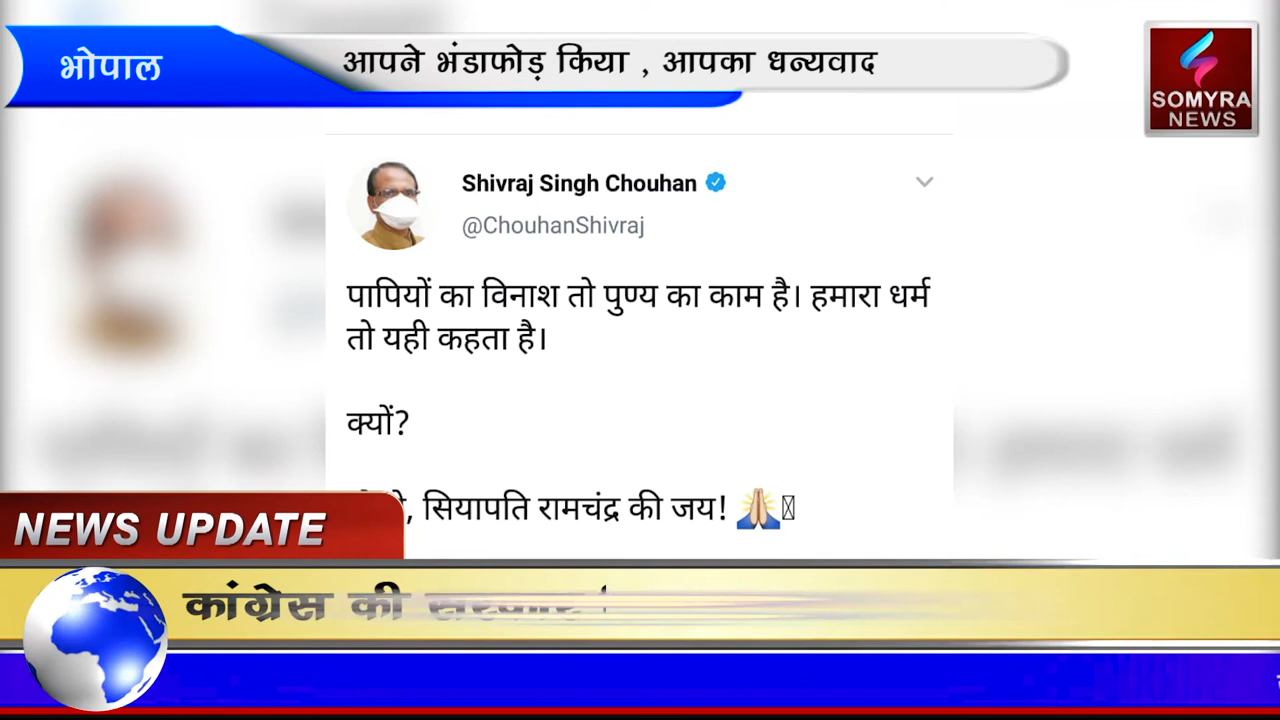 भोपाल
आपने भंडाफोड़ किया , आपका धन्यवाद
SOMYRA
NEWS
Shivraj Singh Chouhan
@ChouhanShivraj
पापियों का विनाश तो पुण्य का काम है। हमारा धर्म
तो यही कहता है।
क्यों?
सियापति रामचंद्र की जय! 🙏
NEWS UPDATE
कांग्रेस की सरकार